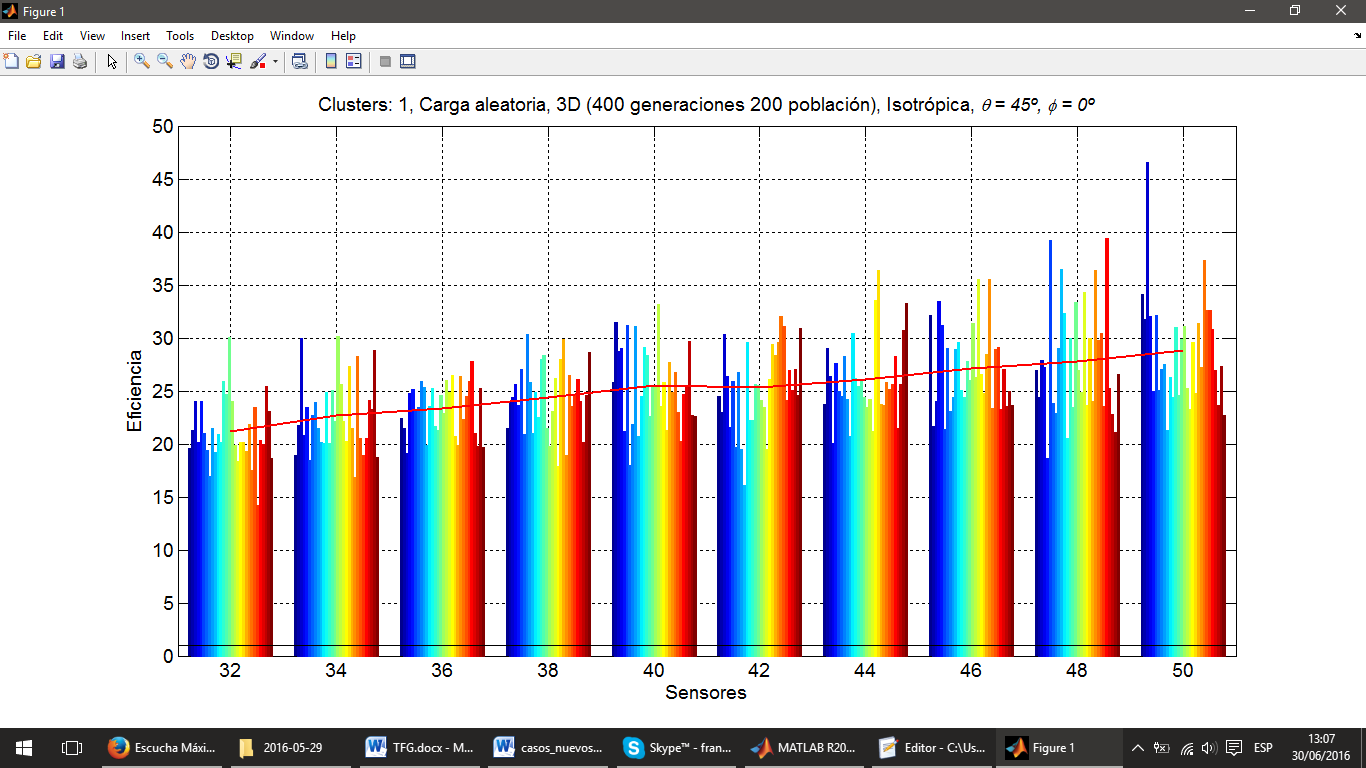 Figure 1
File Edit View Insert Tools Desktop Window Help
Clusters: 1, Carga aleatoria, 3D (400 generaciones 200 población), Isotrópica, θ = 45º, ϕ = 0º
50
45
40
35
30
25
20
15
10
5
0
Eficiencia
32 34 36 38 40 42 44 46 48 50
Sensores
Escucha Máxi... 2016-05-29 TFG.docx - M... casos_nuevos... Skype™ - fran... MATLAB R20... Editor - C:\Us... Figure 1 ESP 13:07
30/06/2016